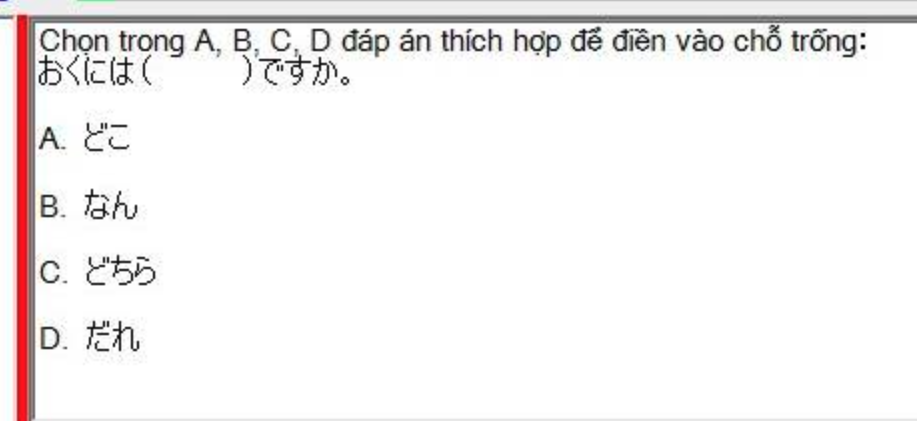 Chọn trong A, B, C, D đáp án thích hợp để điền vào chỗ trống:
おくには（　　　）ですか。
A. どこ
B. なん
C. どちら
D. だれ